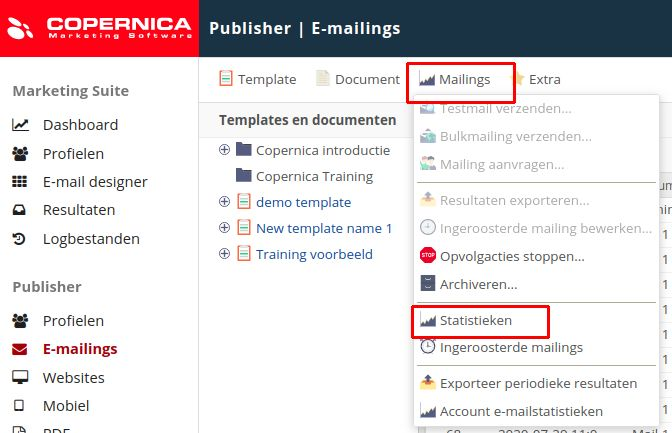 COPERNICA
Marketing Software
Publisher | E-mailings
Template Document Mailings Extra
Marketing Suite
Dashboard
Profielen
E-mail designer
Resultaten
Logbestanden
Publisher
Profielen
E-mailings
Websites
Mobiel
Templates en documenten
Copernica introductie
Copernica Training
demo template
New template name 1
Training voorbeeld
Testmail verzenden...
Bulkmailing verzenden...
Mailing aanvragen...
Resultaten exporteren...
Ingeroosterde mailing bewerken...
Opvolgacties stoppen...
Archiveren...
Statistieken
Ingeroosterde mailings
Exporteer periodieke resultaten
Account e-mailstatistieken